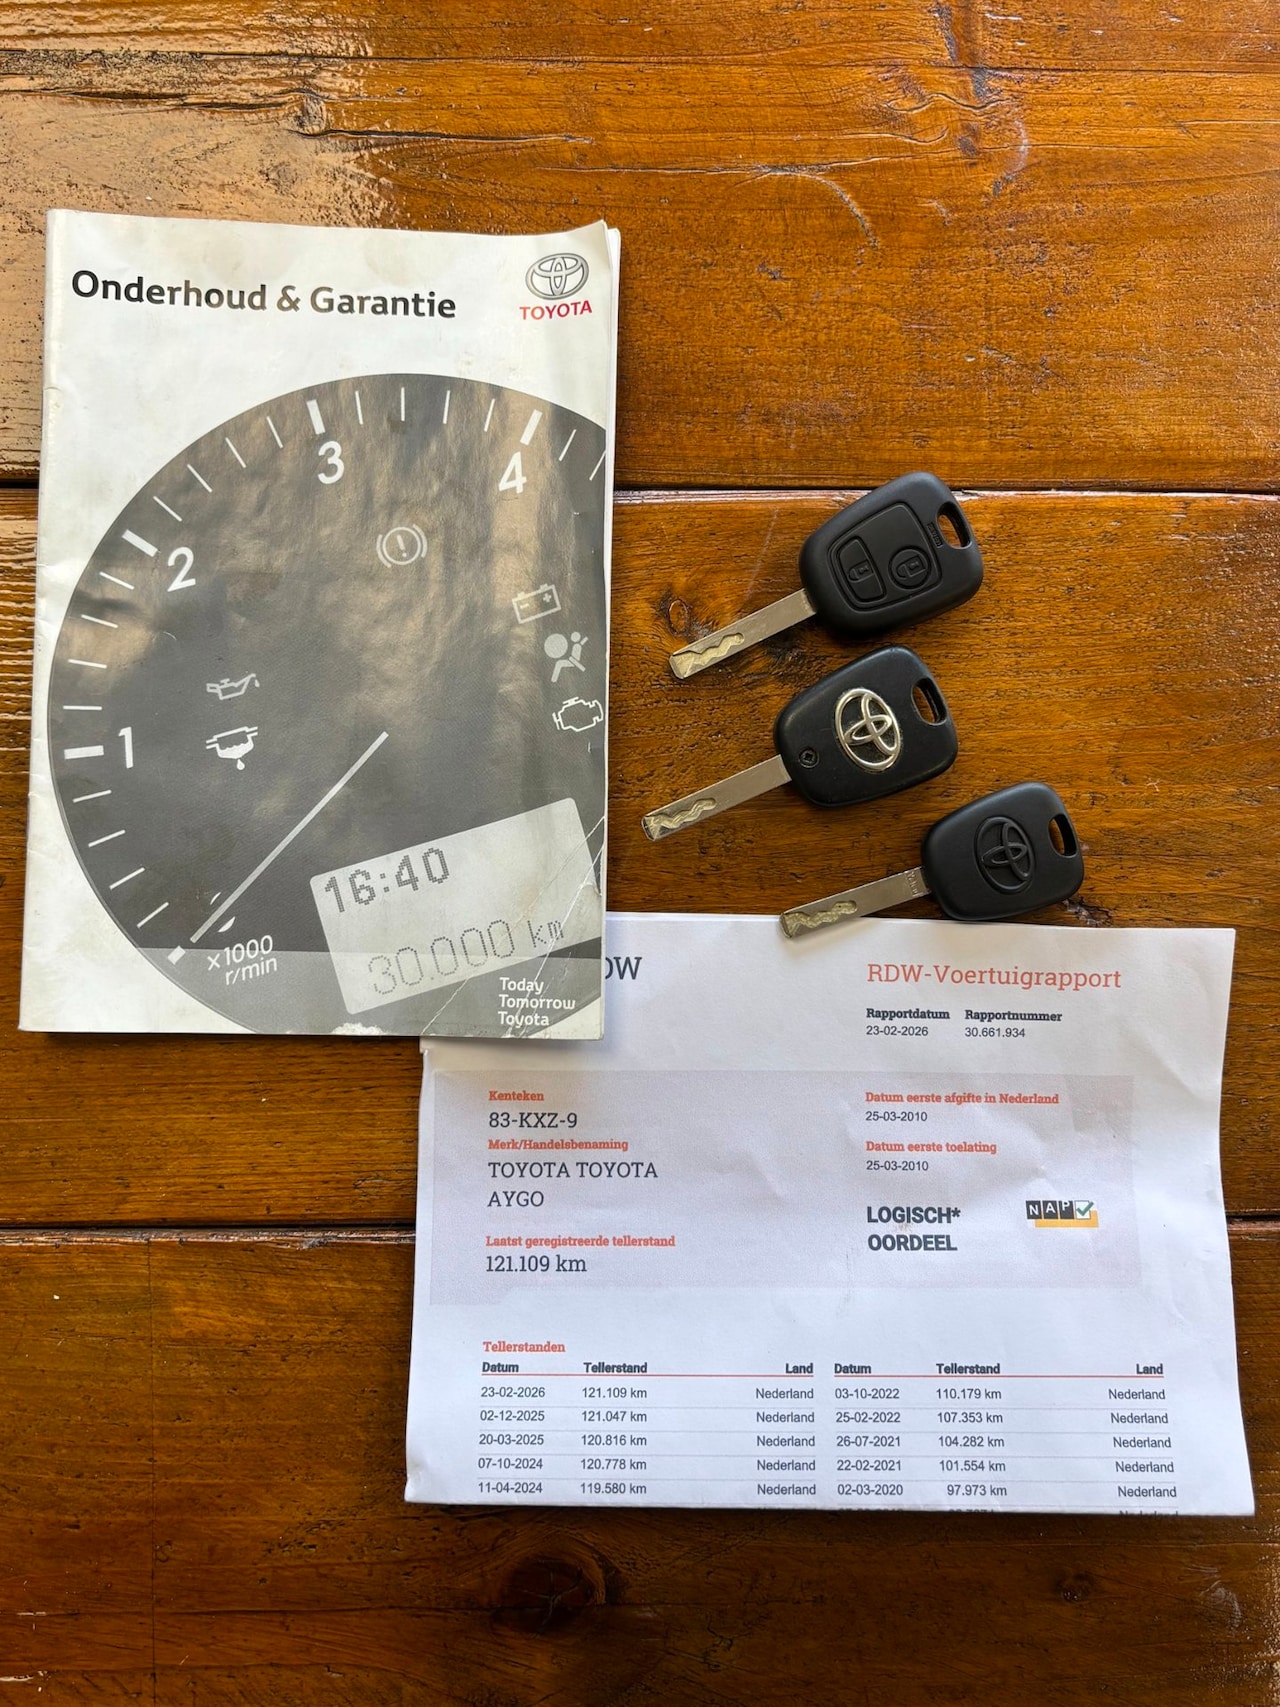 Onderhoud & Garantie
TOYOTA
3
4
2
1
16:40
30.000 km
x1000
r/min
Today
Tomorrow
Toyota
RDW-Voertuigrapport
Rapportdatum Rapportnummer
23-02-2026 30.661.934
Kenteken
83-KXZ-9
Merk/Handelsbenaming
TOYOTA TOYOTA
AYGO
Laatst geregistreerde tellerstand
121.109 km
Datum eerste afgifte in Nederland
25-03-2010
Datum eerste toelating
25-03-2010
LOGISCH*
OORDEEL
NAP
Tellerstanden
Datum Tellerstand Land Datum Tellerstand Land
23-02-2026 121.109 km Nederland 03-10-2022 110.179 km Nederland
02-12-2025 121.047 km Nederland 25-02-2022 107.353 km Nederland
20-03-2025 120.816 km Nederland 26-07-2021 104.282 km Nederland
07-10-2024 120.778 km Nederland 22-02-2021 101.554 km Nederland
11-04-2024 119.580 km Nederland 02-03-2020 97.973 km Nederland